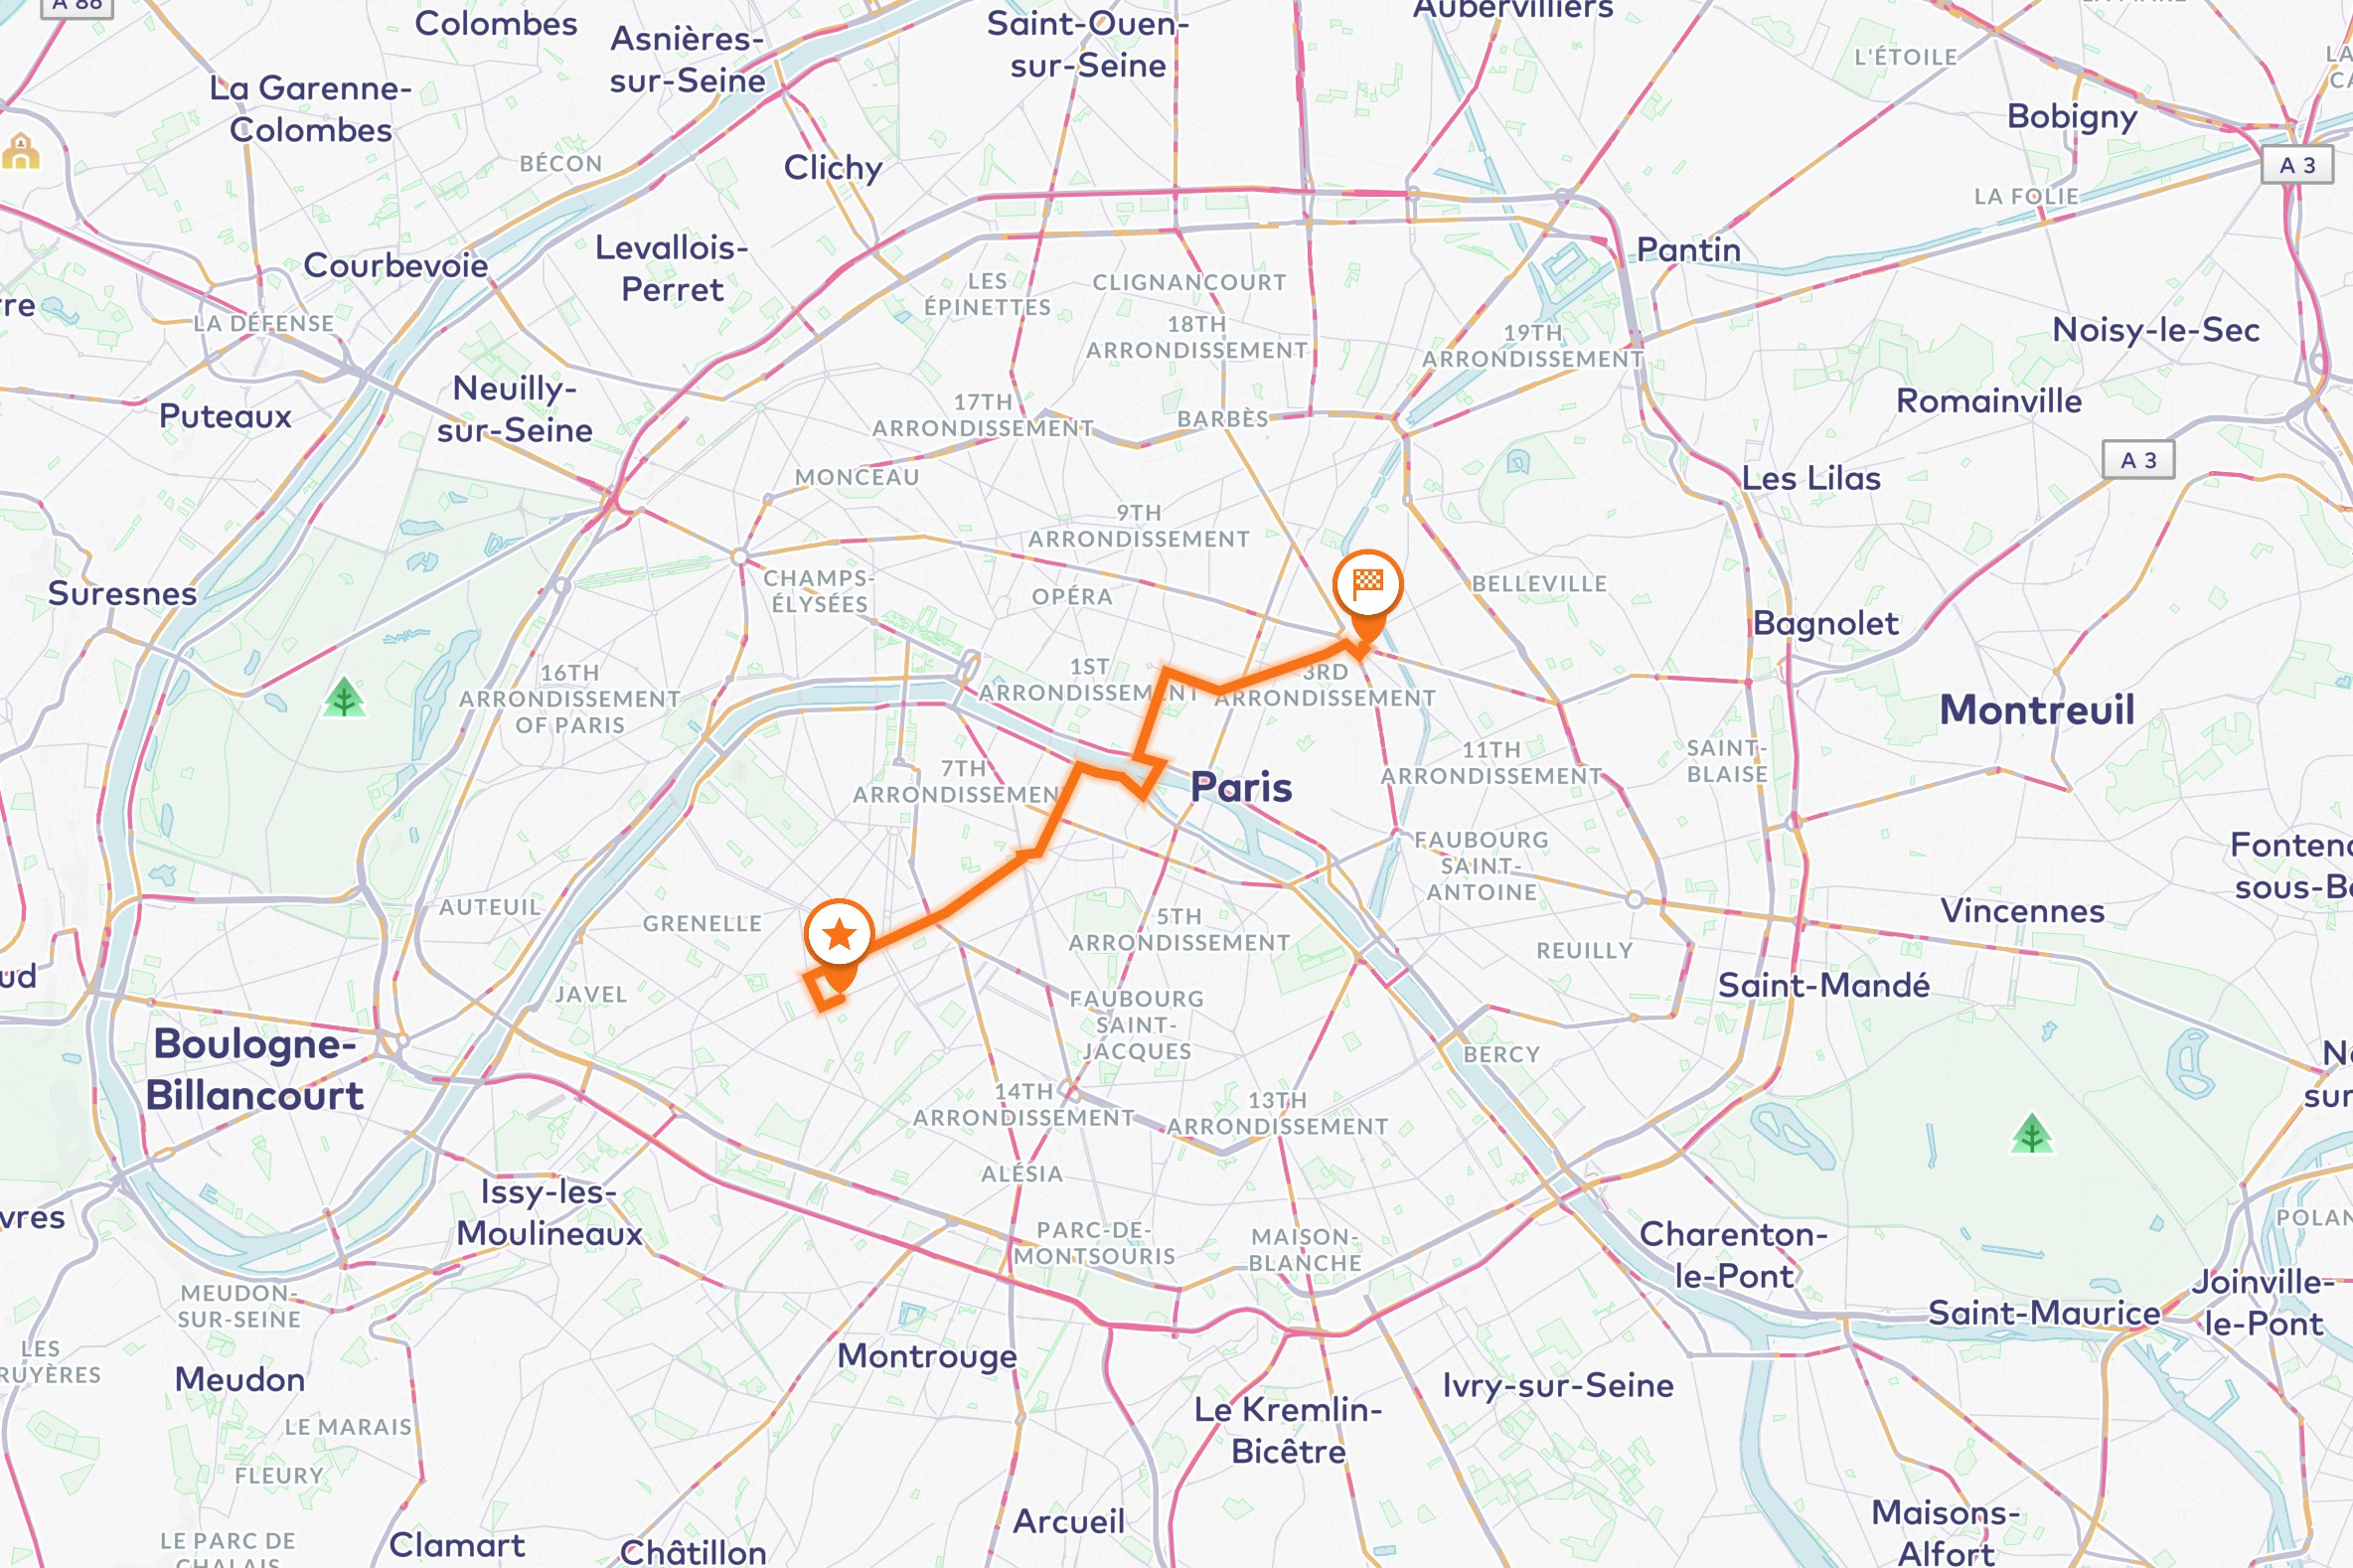 A 86
Colombes
Asnières-
sur-Seine
Saint-Ouen-
sur-Seine
Aubervilliers
L'ÉTOILE
La Garenne-
Colombes
Bobigny
BÉCON
Clichy
A 3
LA FOLIE
Levallois-
Perret
Courbevoie
Pantin
LES
ÉPINETTES
CLIGNANCOURT
LA DÉFENSE
18TH
ARRONDISSEMENT
19TH
ARRONDISSEMENT
Noisy-le-Sec
Neuilly-
sur-Seine
Puteaux
17TH
ARRONDISSEMENT
BARBÈS
Romainville
A 3
MONCEAU
Les Lilas
9TH
ARRONDISSEMENT
Suresnes
CHAMPS-
ÉLYSÉES
OPÉRA
BELLEVILLE
Bagnolet
16TH
ARRONDISSEMENT
OF PARIS
1ST
ARRONDISSEMENT
3RD
ARRONDISSEMENT
Montreuil
7TH
ARRONDISSEMENT
Paris
11TH
ARRONDISSEMENT
SAINT-
BLAISE
FAUBOURG
SAINT-
ANTOINE
AUTEUIL
GRENELLE
5TH
ARRONDISSEMENT
REUILLY
Vincennes
Saint-Mandé
JAVEL
FAUBOURG
SAINT-
JACQUES
Boulogne-
Billancourt
BERCY
14TH
ARRONDISSEMENT
13TH
ARRONDISSEMENT
ALÉSIA
Issy-les-
Moulineaux
PARC-DE-
MONTSOURIS
MAISON-
BLANCHE
Charenton-
le-Pont
MEUDON-
SUR-SEINE
Saint-Maurice
Joinville-
le-Pont
LES
Meudon
Montrouge
Ivry-sur-Seine
LE MARAIS
Le Kremlin-
Bicêtre
FLEURY
Arcueil
Maisons-
Alfort
LE PARC DE
CHALAIS
Clamart
Châtillon